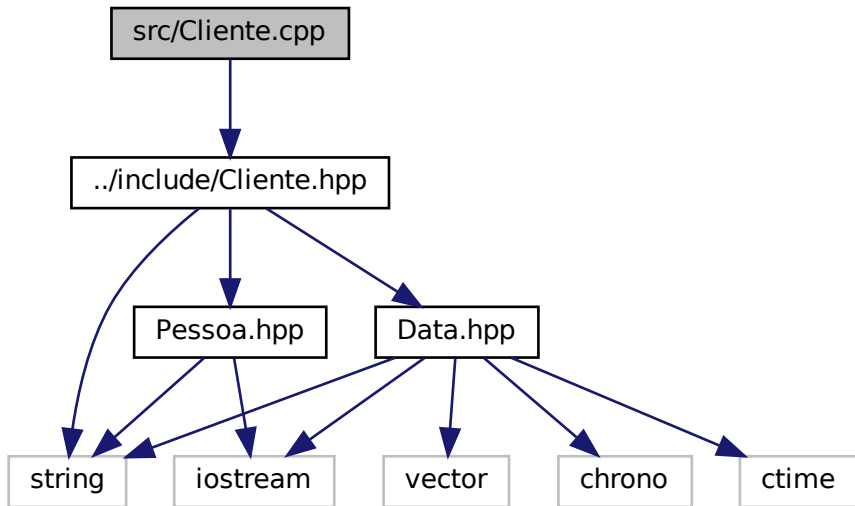 src/Cliente.cpp
../include/Cliente.hpp
Pessoa.hpp
Data.hpp
string
iostream
vector
chrono
ctime